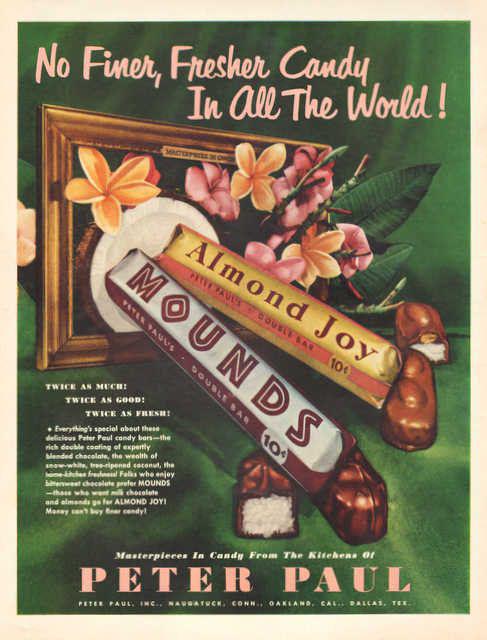 No Finer, Fresher Candy
In All The World!
MASTERPIECES IN CANDY
Almond Joy
PETER PAUL'S · DOUBLE BAR
10¢
MOUNDS
PETER PAUL'S · DOUBLE BAR
10¢
TWICE AS MUCH!
TWICE AS GOOD!
TWICE AS FRESH!
★ Everything's special about these
delicious Peter Paul candy bars—the
rich double coating of expertly
blended chocolate, the wealth of
snow-white, tree-ripened coconut, the
home-kitchen freshness! Folks who enjoy
bittersweet chocolate prefer MOUNDS
—those who want milk chocolate
and almonds go for ALMOND JOY!
Money can't buy finer candy!
Masterpieces In Candy From The Kitchens Of
PETER PAUL
PETER PAUL, INC., NAUGATUCK, CONN., OAKLAND, CAL., DALLAS, TEX.